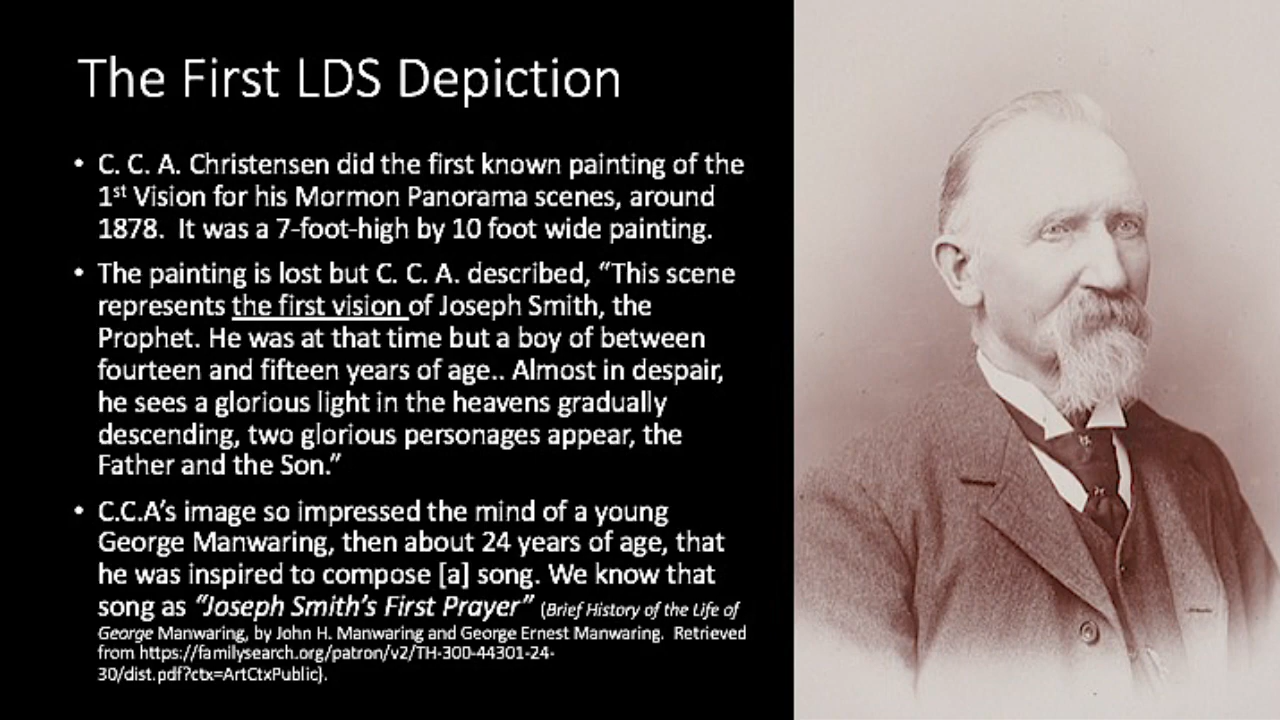 The First LDS Depiction
• C. C. A. Christensen did the first known painting of the
1st Vision for his Mormon Panorama scenes, around
1878.  It was a 7-foot-high by 10 foot wide painting.
• The painting is lost but C. C. A. described, “This scene
represents the first vision of Joseph Smith, the
Prophet. He was at that time but a boy of between
fourteen and fifteen years of age.. Almost in despair,
he sees a glorious light in the heavens gradually
descending, two glorious personages appear, the
Father and the Son.”
• C.C.A’s image so impressed the mind of a young
George Manwaring, then about 24 years of age, that
he was inspired to compose [a] song. We know that
song as “Joseph Smith’s First Prayer” (Brief History of the Life of
George Manwaring, by John H. Manwaring and George Ernest Manwaring.  Retrieved
from https://familysearch.org/patron/v2/TH-300-44301-24-
30/dist.pdf?ctx=ArtCtxPublic).